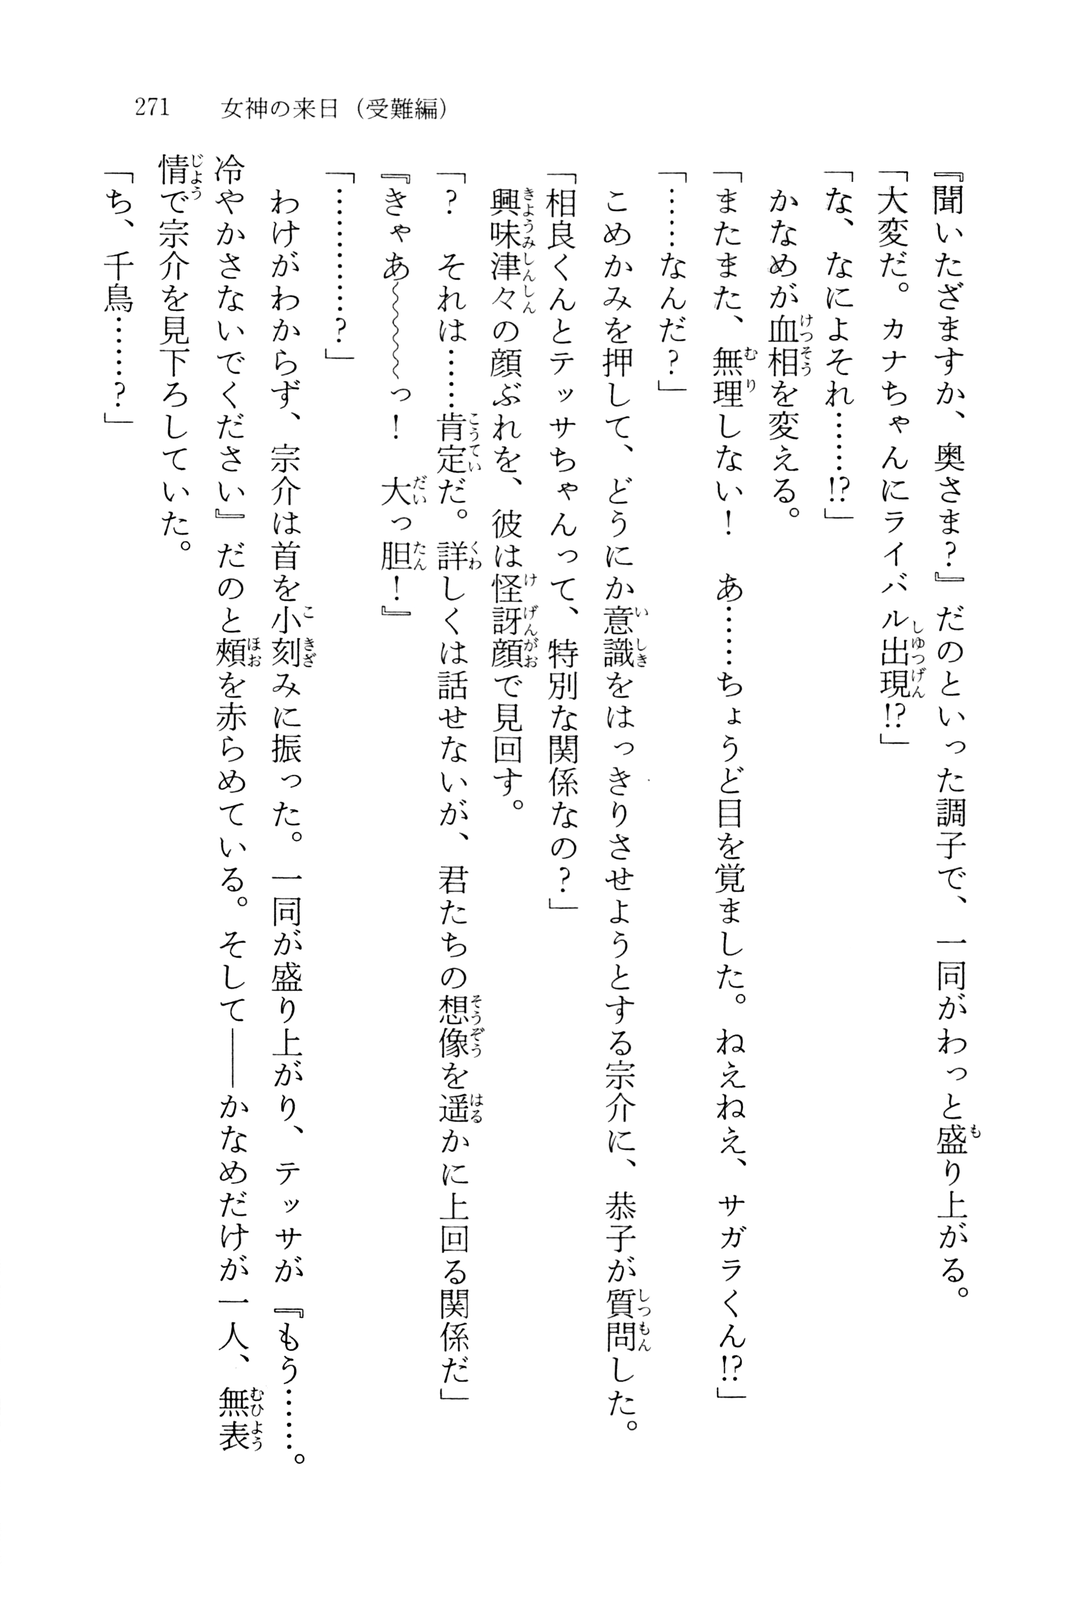 271　女神の来日（受難編）
『聞いたざますか、奥さま？』だのといった調子で、一同がわっと盛り上がる。
「大変だ。カナちゃんにライバル出現!?」
「な、なによそれ……!?」
　かなめが血相を変える。
「またまた、無理しない！　あ……ちょうど目を覚ました。ねえねえ、サガラくん!?」
「……なんだ？」
　こめかみを押して、どうにか意識をはっきりさせようとする宗介に、恭子が質問した。
「相良くんとテッサちゃんって、特別な関係なの？」
　興味津々の顔ぶれを、彼は怪訝顔で見回す。
「？　それは……肯定だ。詳しくは話せないが、君たちの想像を遥かに上回る関係だ」
『きゃあ〜〜〜〜っ！　大っ胆！』
「…………？」
　わけがわからず、宗介は首を小刻みに振った。一同が盛り上がり、テッサが『もう……。
冷やかさないでください』だのと頰を赤らめている。そして――かなめだけが一人、無表
情で宗介を見下ろしていた。
「ち、千鳥……？」